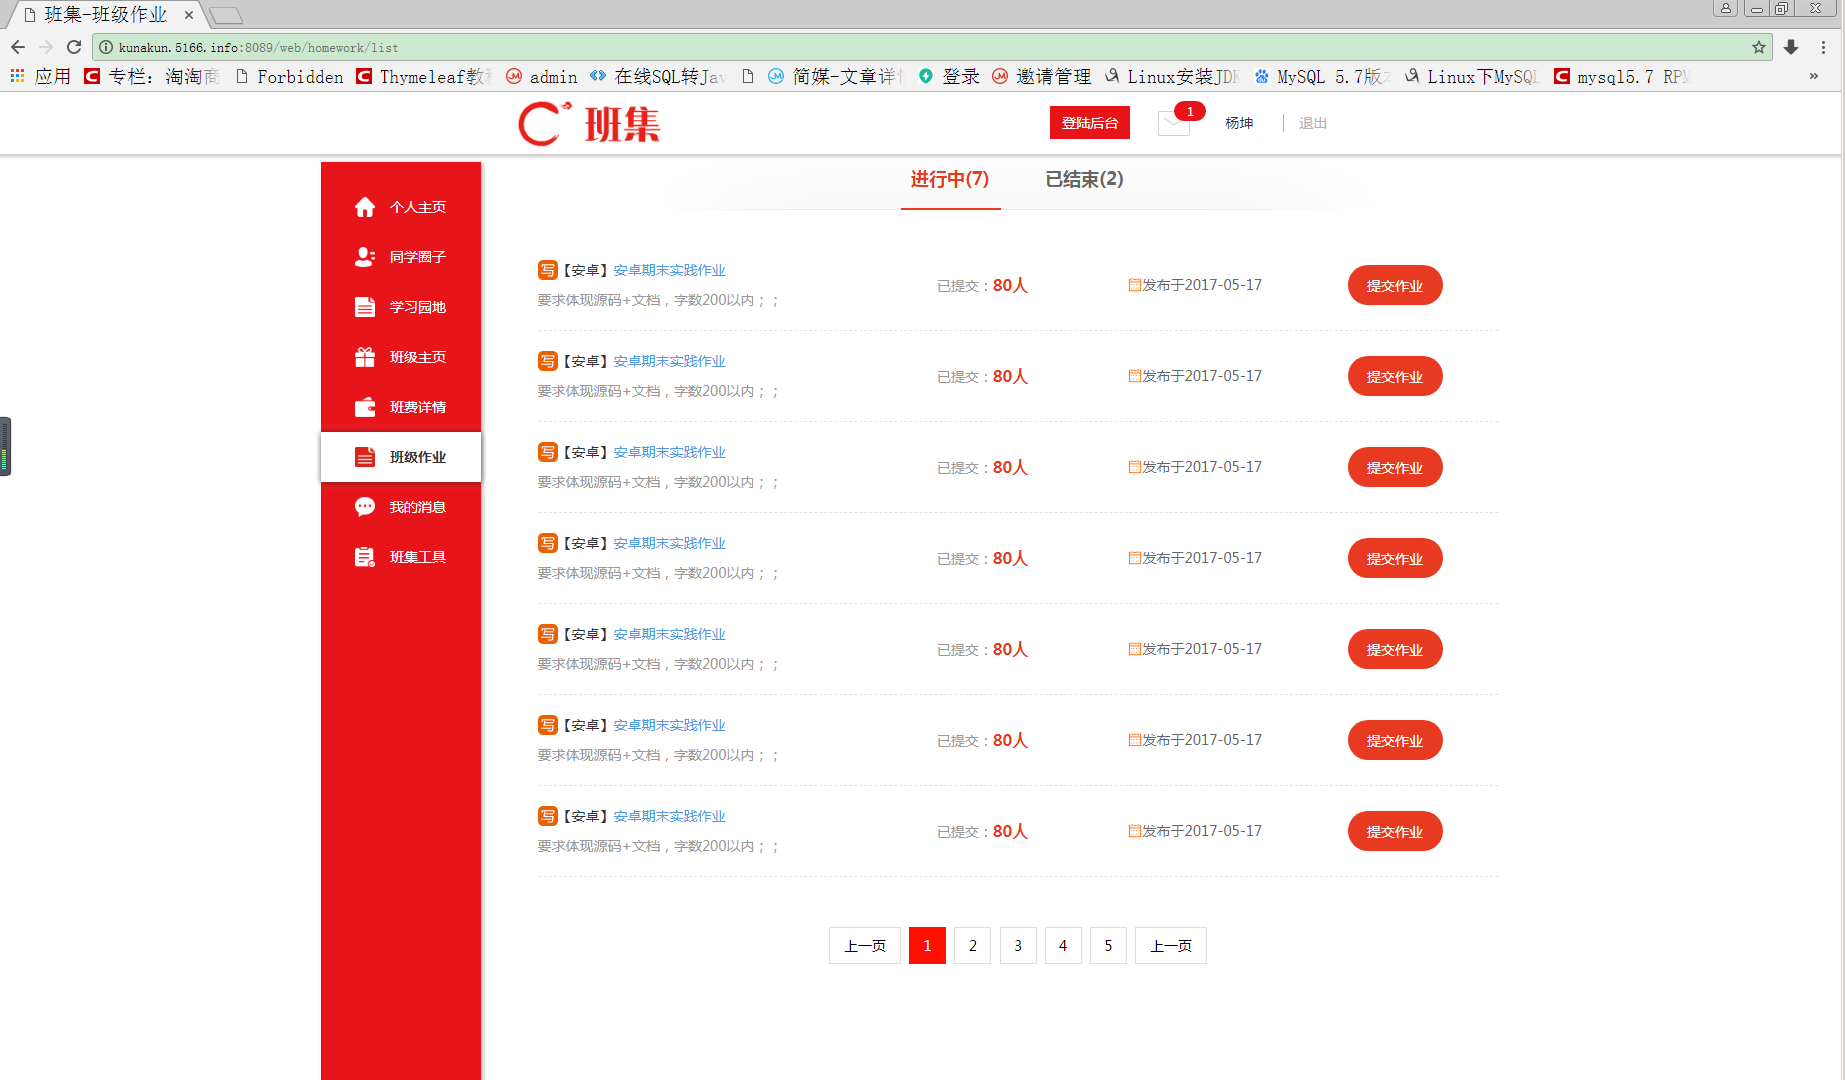 班集-班级作业
kunakun.5166.info:8089/web/homework/list
应用 专栏：淘淘商 Forbidden Thymeleaf教程 admin 在线SQL转Jav 简媒-文章详情 登录 邀请管理 Linux安装JDK MySQL 5.7版本 Linux下MySQL mysql5.7 RPM »
班集
登陆后台 1 杨坤 退出
进行中(7) 已结束(2)
个人主页
同学圈子
学习园地
班级主页
班费详情
班级作业
我的消息
班集工具
写【安卓】安卓期末实践作业
要求体现源码+文档，字数200以内；；
已提交：80人 发布于2017-05-17 提交作业
写【安卓】安卓期末实践作业
要求体现源码+文档，字数200以内；；
已提交：80人 发布于2017-05-17 提交作业
写【安卓】安卓期末实践作业
要求体现源码+文档，字数200以内；；
已提交：80人 发布于2017-05-17 提交作业
写【安卓】安卓期末实践作业
要求体现源码+文档，字数200以内；；
已提交：80人 发布于2017-05-17 提交作业
写【安卓】安卓期末实践作业
要求体现源码+文档，字数200以内；；
已提交：80人 发布于2017-05-17 提交作业
写【安卓】安卓期末实践作业
要求体现源码+文档，字数200以内；；
已提交：80人 发布于2017-05-17 提交作业
写【安卓】安卓期末实践作业
要求体现源码+文档，字数200以内；；
已提交：80人 发布于2017-05-17 提交作业
上一页 1 2 3 4 5 上一页